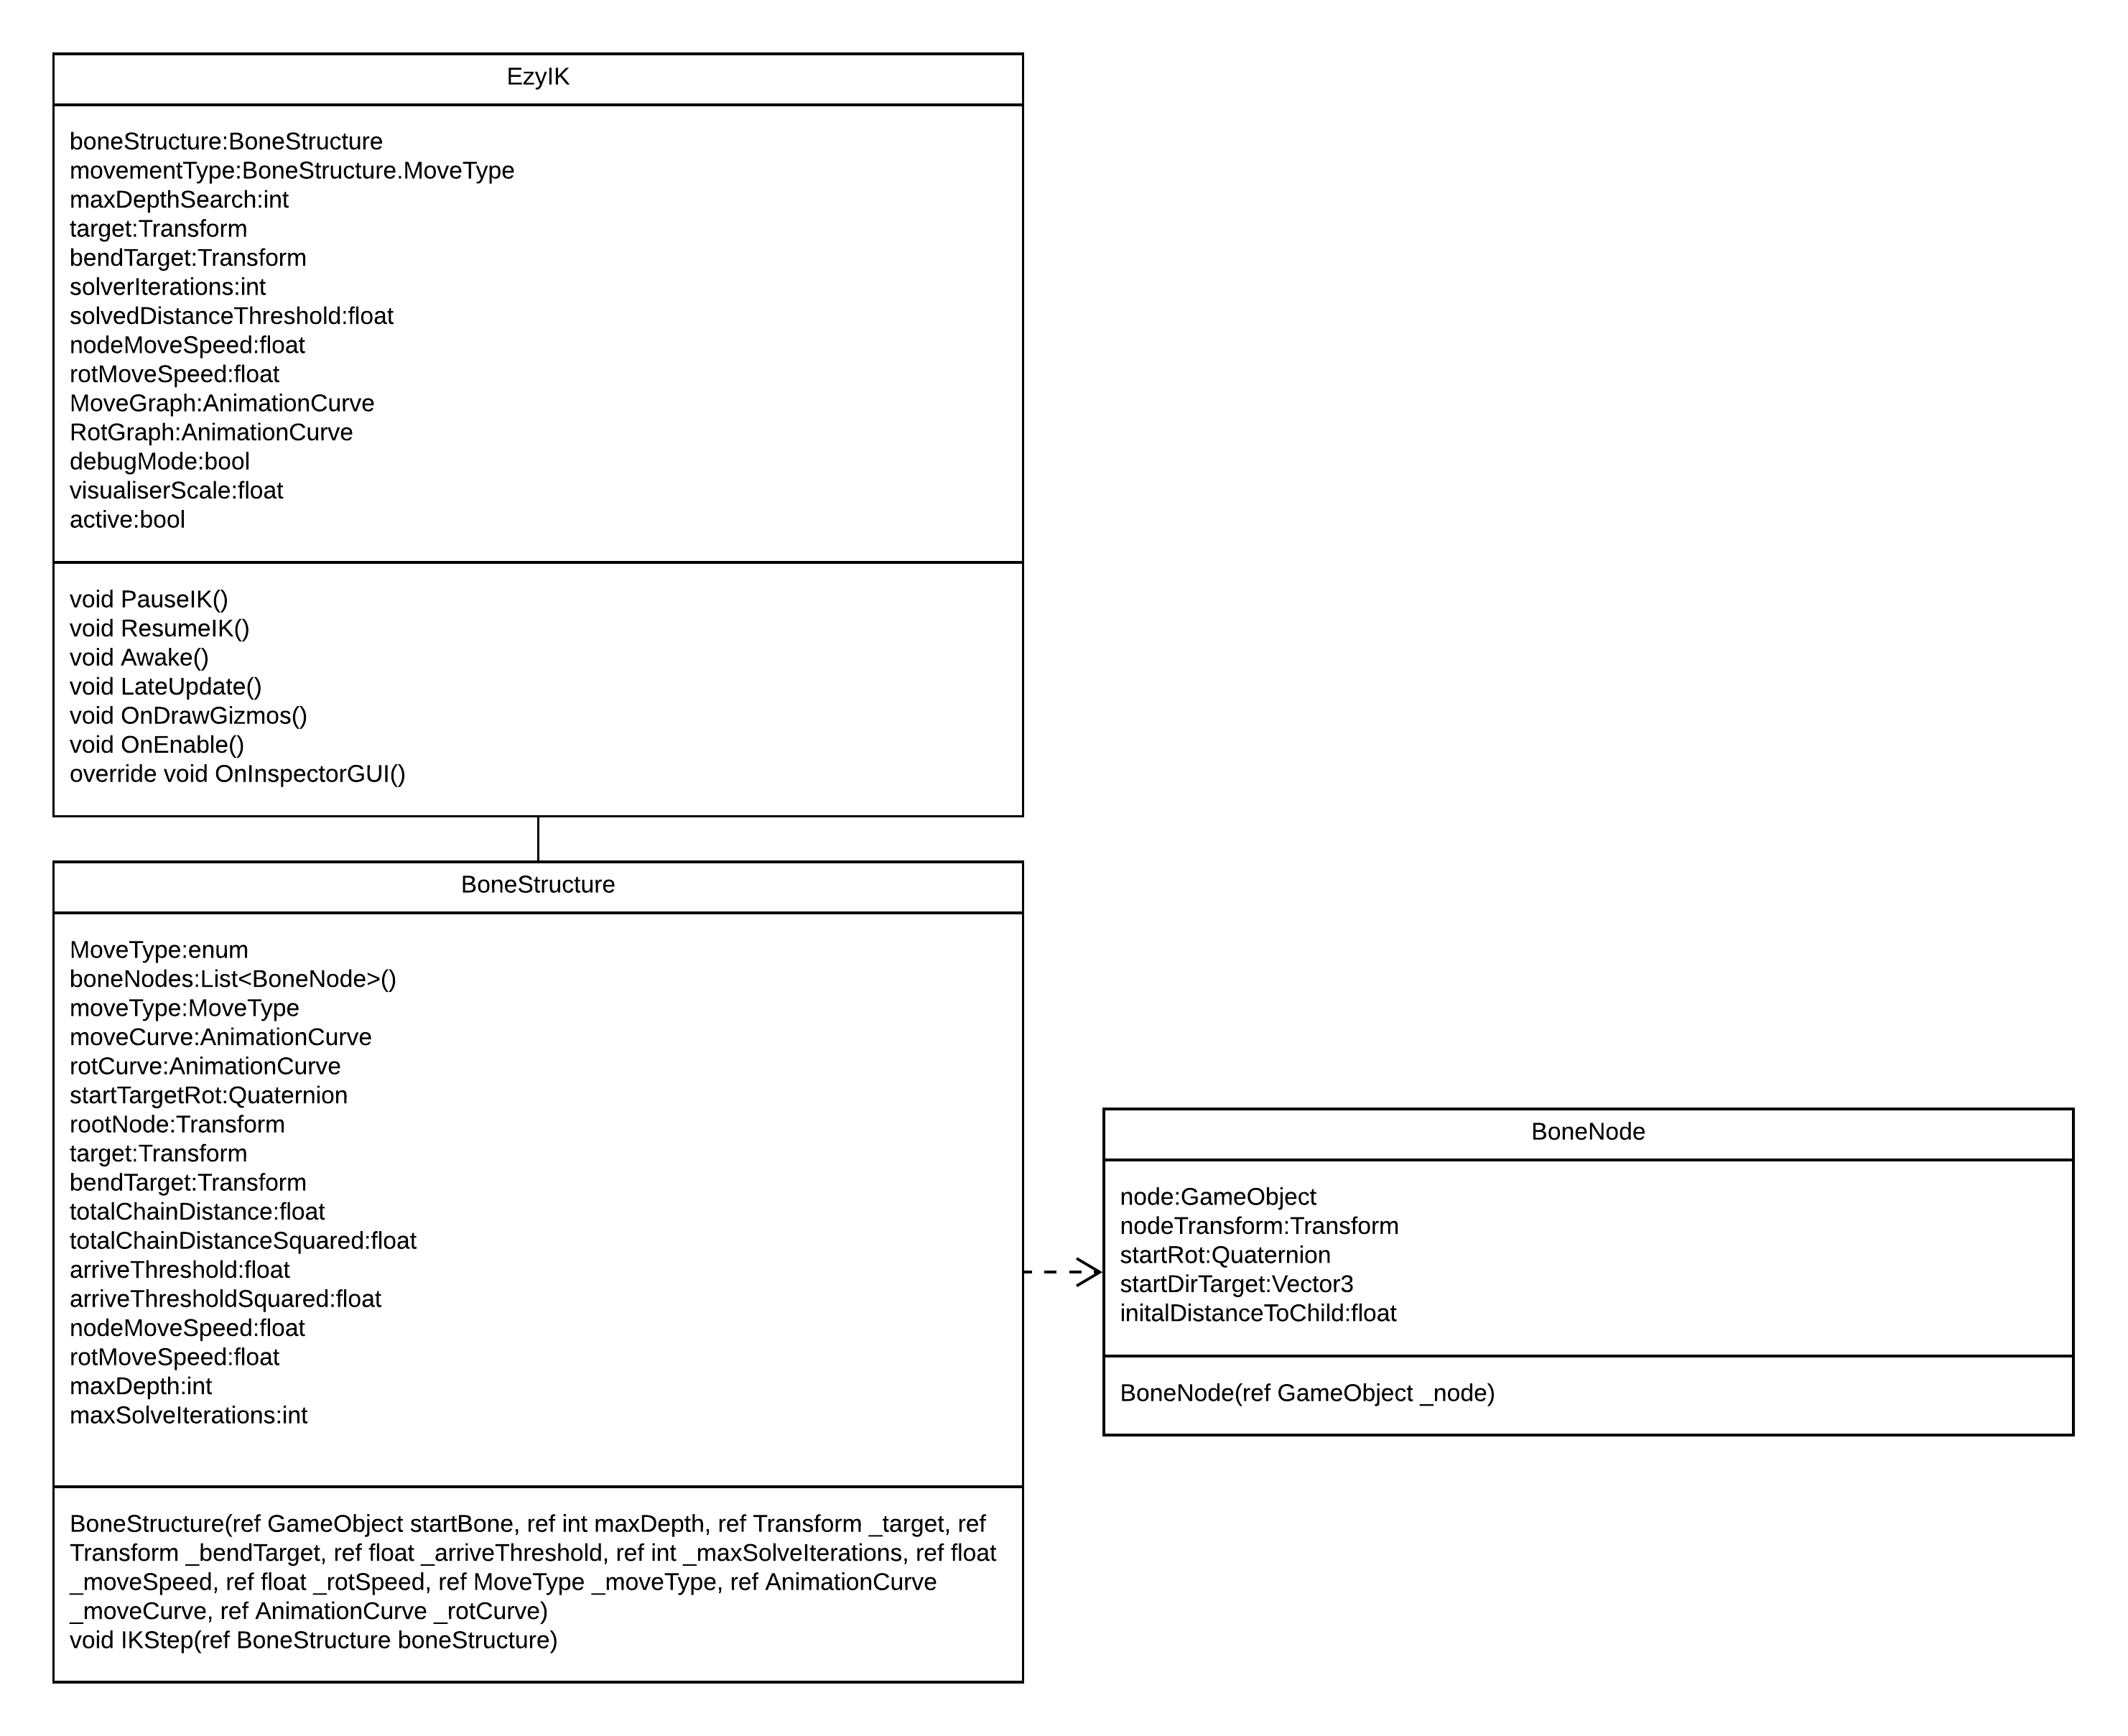 EzyIK
boneStructure:BoneStructure
movementType:BoneStructure.MoveType
maxDepthSearch:int
target:Transform
bendTarget:Transform
solverIterations:int
solvedDistanceThreshold:float
nodeMoveSpeed:float
rotMoveSpeed:float
MoveGraph:AnimationCurve
RotGraph:AnimationCurve
debugMode:bool
visualiserScale:float
active:bool
void PauseIK()
void ResumeIK()
void Awake()
void LateUpdate()
void OnDrawGizmos()
void OnEnable()
override void OnInspectorGUI()
BoneStructure
MoveType:enum
boneNodes:List<BoneNode>()
moveType:MoveType
moveCurve:AnimationCurve
rotCurve:AnimationCurve
startTargetRot:Quaternion
rootNode:Transform
target:Transform
bendTarget:Transform
totalChainDistance:float
totalChainDistanceSquared:float
arriveThreshold:float
arriveThresholdSquared:float
nodeMoveSpeed:float
rotMoveSpeed:float
maxDepth:int
maxSolveIterations:int
BoneStructure(ref GameObject startBone, ref int maxDepth, ref Transform _target, ref
Transform _bendTarget, ref float _arriveThreshold, ref int _maxSolveIterations, ref float
_moveSpeed, ref float _rotSpeed, ref MoveType _moveType, ref AnimationCurve
_moveCurve, ref AnimationCurve _rotCurve)
void IKStep(ref BoneStructure boneStructure)
BoneNode
node:GameObject
nodeTransform:Transform
startRot:Quaternion
startDirTarget:Vector3
initalDistanceToChild:float
BoneNode(ref GameObject _node)